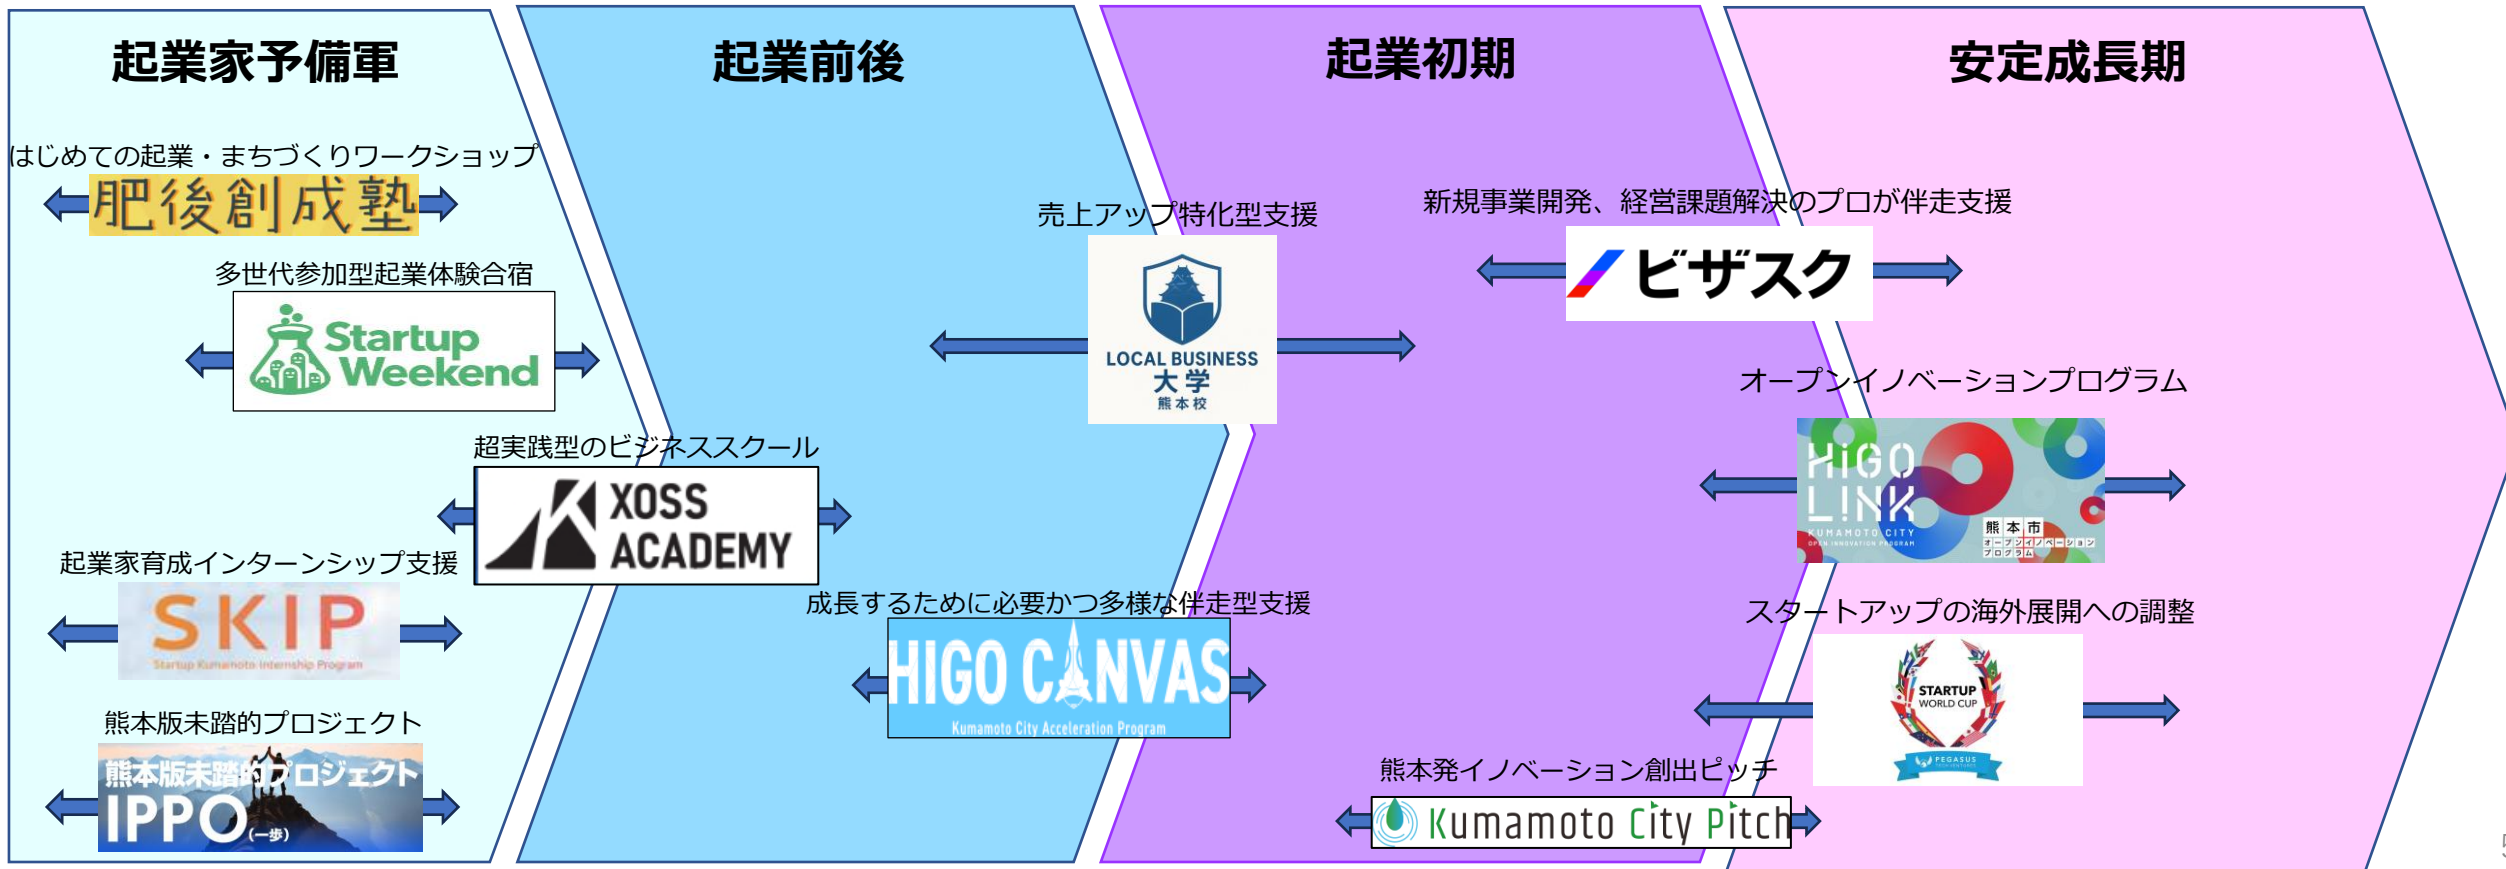 起業家予備軍
起業前後
起業初期
安定成長期
はじめての起業・まちづくりワークショップ
肥後創成塾
多世代参加型起業体験合宿
Startup
Weekend
超実践型のビジネススクール
XOSS
ACADEMY
起業家育成インターンシップ支援
SKIP
Startup Kumamoto Internship Program
熊本版未踏的プロジェクト
熊本版未踏的プロジェクト
IPPO(一歩)
売上アップ特化型支援
LOCAL BUSINESS
大学
熊本校
成長するために必要かつ多様な伴走型支援
HIGO CANVAS
Kumamoto City Acceleration Program
新規事業開発、経営課題解決のプロが伴走支援
ビザスク
オープンイノベーションプログラム
HiGO
L!NK
KUMAMOTO CITY
OPEN INNOVATION PROGRAM
熊本市
オープンイノベーション
プログラム
スタートアップの海外展開への調整
STARTUP
WORLD CUP
PEGASUS
TECH VENTURES
熊本発イノベーション創出ピッチ
Kumamoto City Pitch